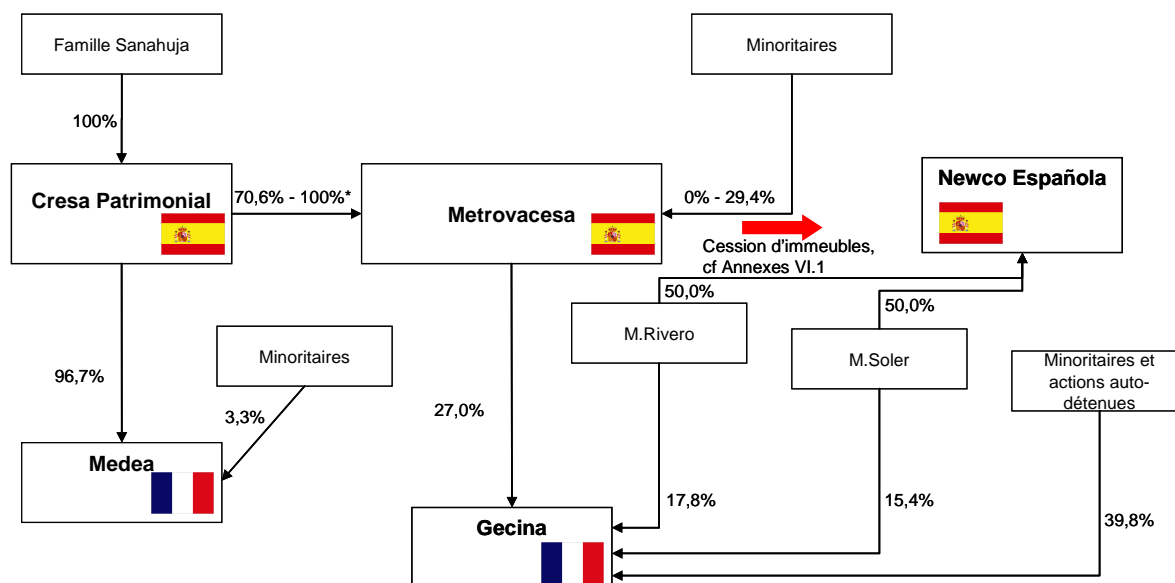 Famille Sanahuja
Minoritaires
100%
Cresa Patrimonial
70,6% - 100%*
Metrovacesa
0% - 29,4%
Newco Española
Cession d'immeubles,
cf Annexes VI.1
50,0%
50,0%
M.Rivero
M.Soler
Minoritaires
Minoritaires et
actions auto-
détenues
96,7%
3,3%
27,0%
Medea
17,8%
15,4%
39,8%
Gecina